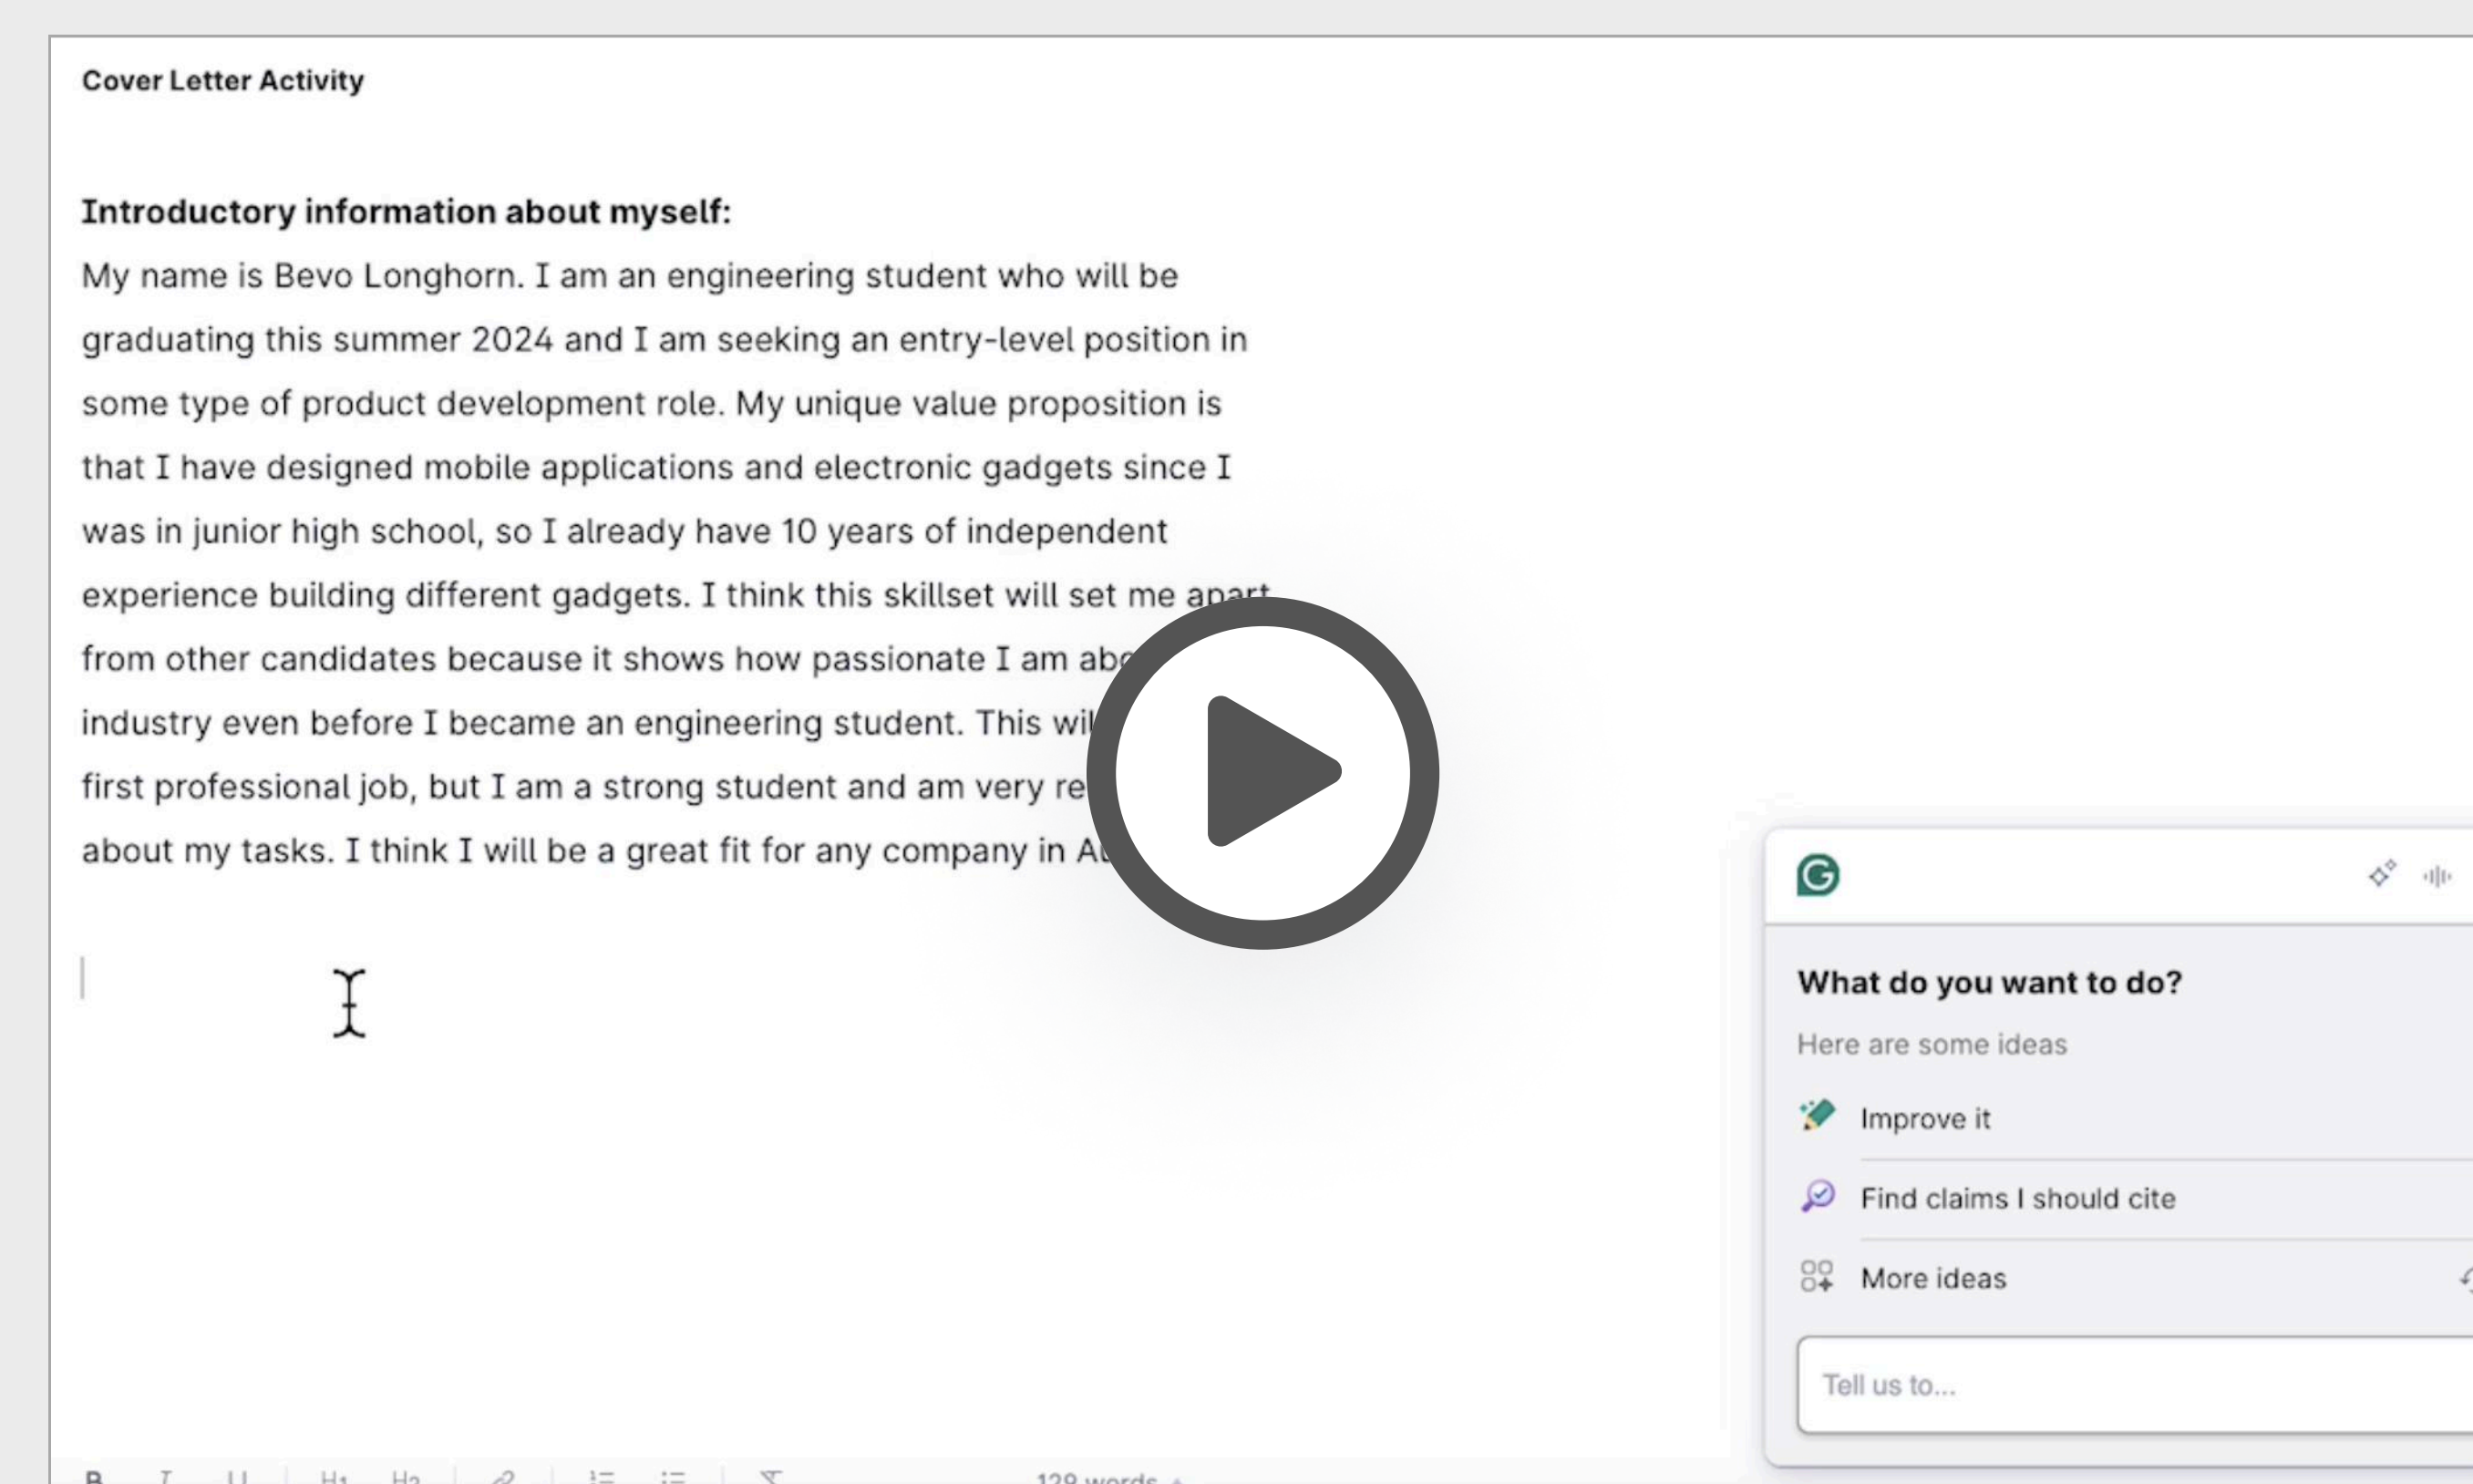 Cover Letter Activity
Introductory information about myself:
My name is Bevo Longhorn. I am an engineering student who will be
graduating this summer 2024 and I am seeking an entry-level position in
some type of product development role. My unique value proposition is
that I have designed mobile applications and electronic gadgets since I
was in junior high school, so I already have 10 years of independent
experience building different gadgets. I think this skillset will set me apart
from other candidates because it shows how passionate I am
industry even before I became an engineering student. This
first professional job, but I am a strong student and am very
about my tasks. I think I will be a great fit for any company in
G
What do you want to do?
Here are some ideas
Improve it
Find claims I should cite
More ideas
Tell us to...
B I U H1 H2
129 words